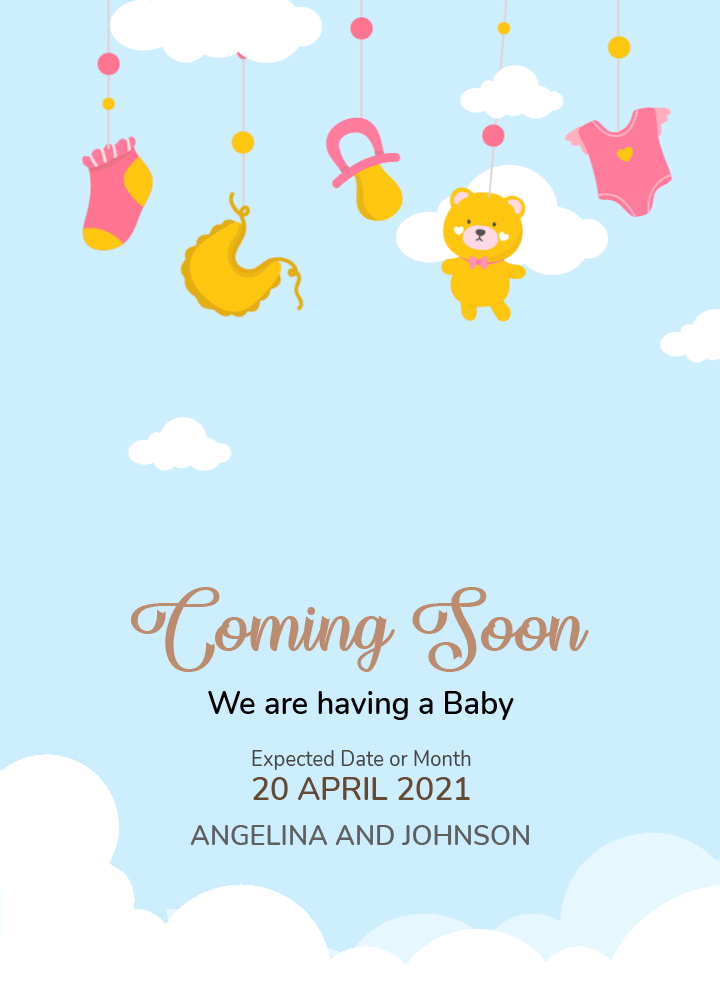 Coming Soon
We are having a Baby
Expected Date or Month
20 APRIL 2021
ANGELINA AND JOHNSON